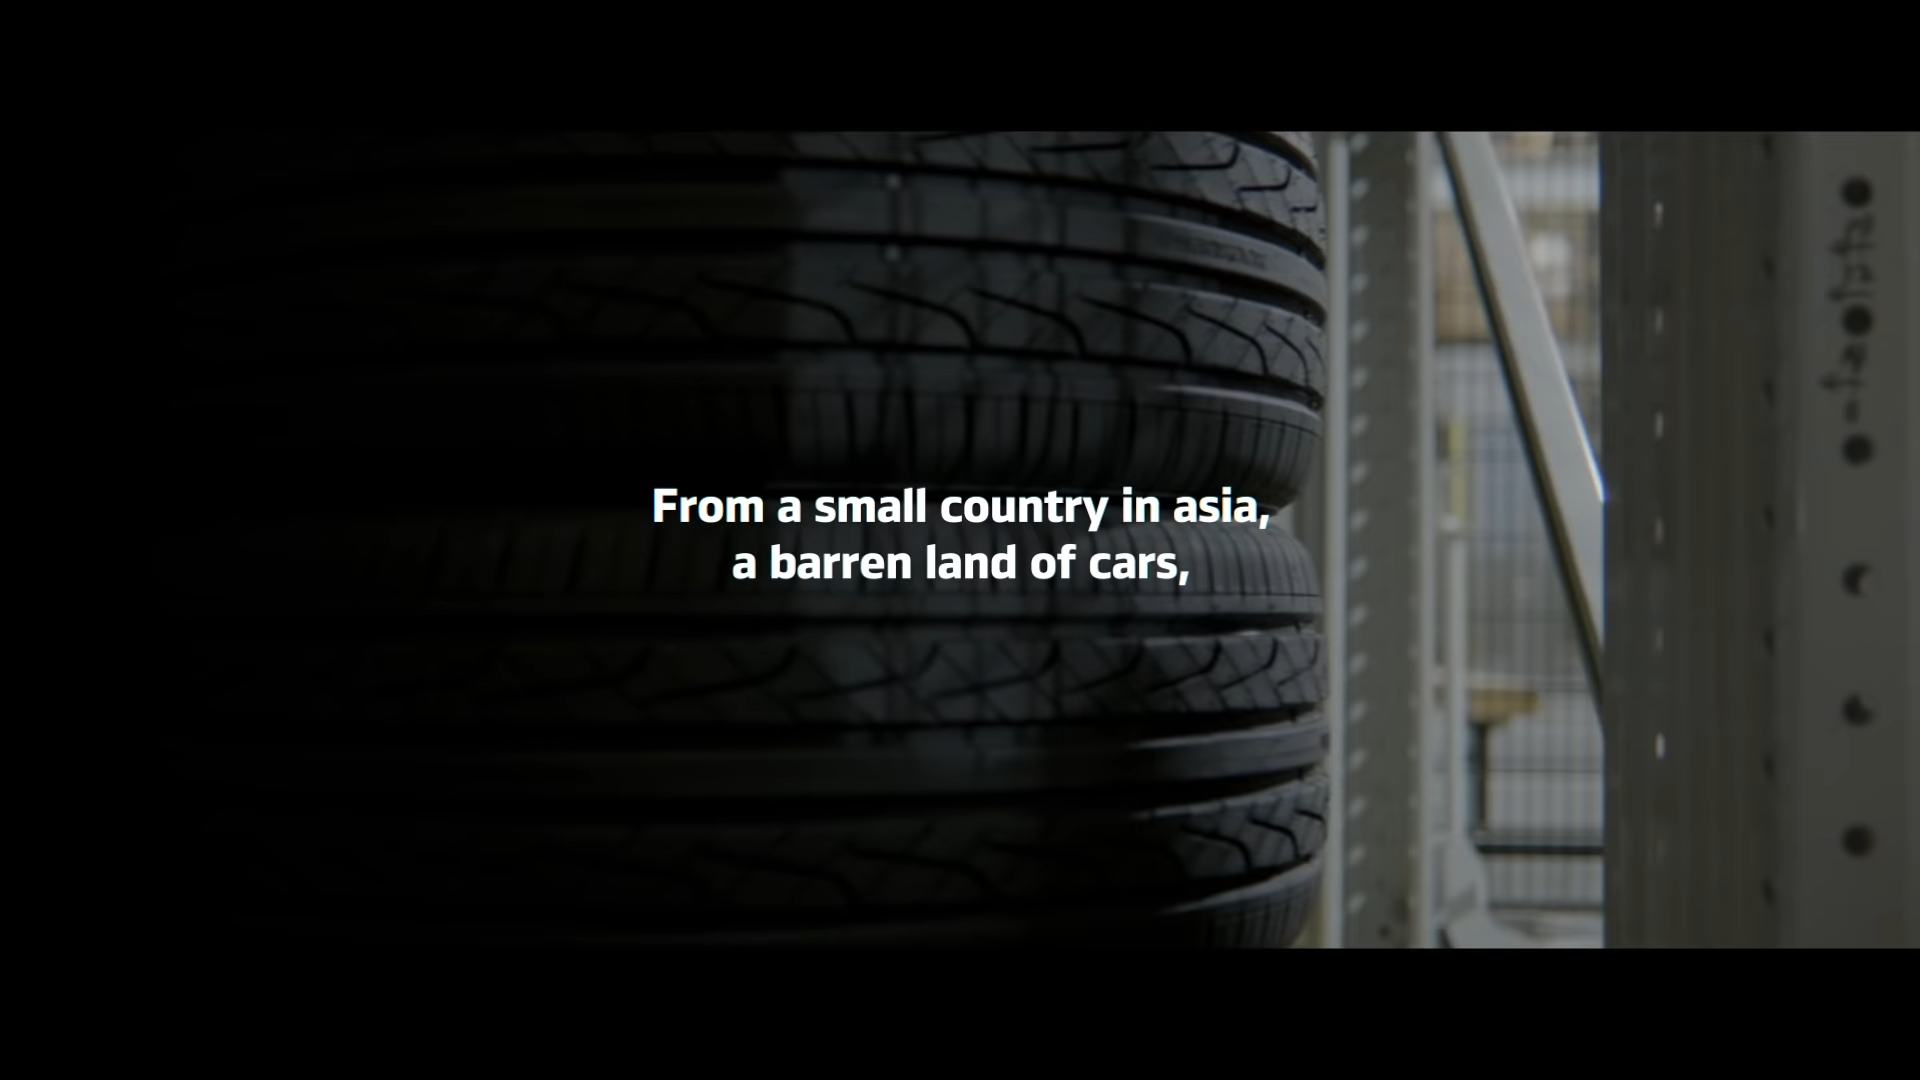 From a small country in asia,
a barren land of cars,